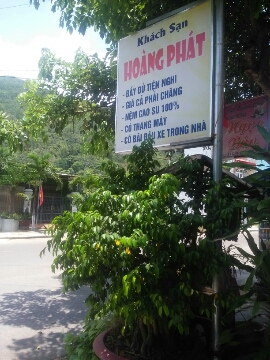 Khách Sạn
HOÀNG PHÁT
- ĐẦY ĐỦ TIỆN NGHI
- GIÁ CẢ PHẢI CHĂNG
- NỆM CAO SU 100%
- CÓ THANG MÁY
- CÓ BÃI ĐẬU XE TRONG NHÀ